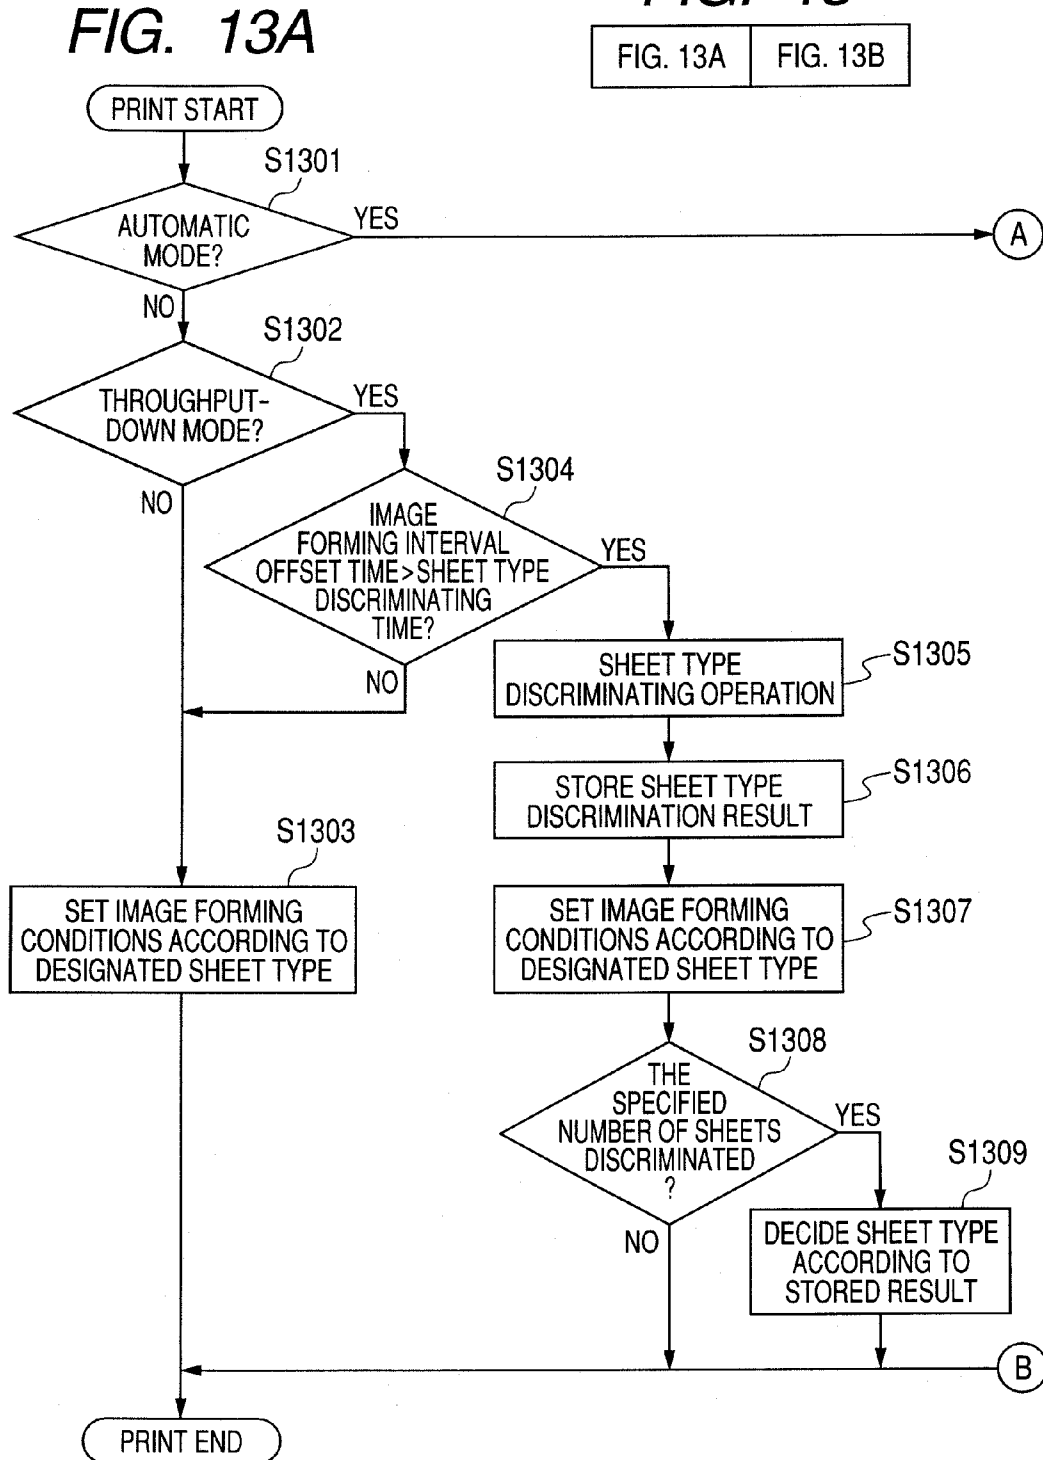 FIG. 13A
FIG. 13
FIG. 13A
FIG. 13B
PRINT START
S1301
AUTOMATIC
MODE?
YES
A
NO
S1302
THROUGHPUT-
DOWN MODE?
YES
NO
S1304
IMAGE
FORMING INTERVAL
OFFSET TIME>SHEET TYPE
DISCRIMINATING
TIME?
YES
NO
SHEET TYPE
DISCRIMINATING OPERATION
S1305
STORE SHEET TYPE
DISCRIMINATION RESULT
S1306
S1303
SET IMAGE FORMING
CONDITIONS ACCORDING TO
DESIGNATED SHEET TYPE
SET IMAGE FORMING
CONDITIONS ACCORDING TO
DESIGNATED SHEET TYPE
S1307
S1308
THE
SPECIFIED
NUMBER OF SHEETS
DISCRIMINATED
?
YES
NO
S1309
DECIDE SHEET TYPE
ACCORDING TO
STORED RESULT
B
PRINT END